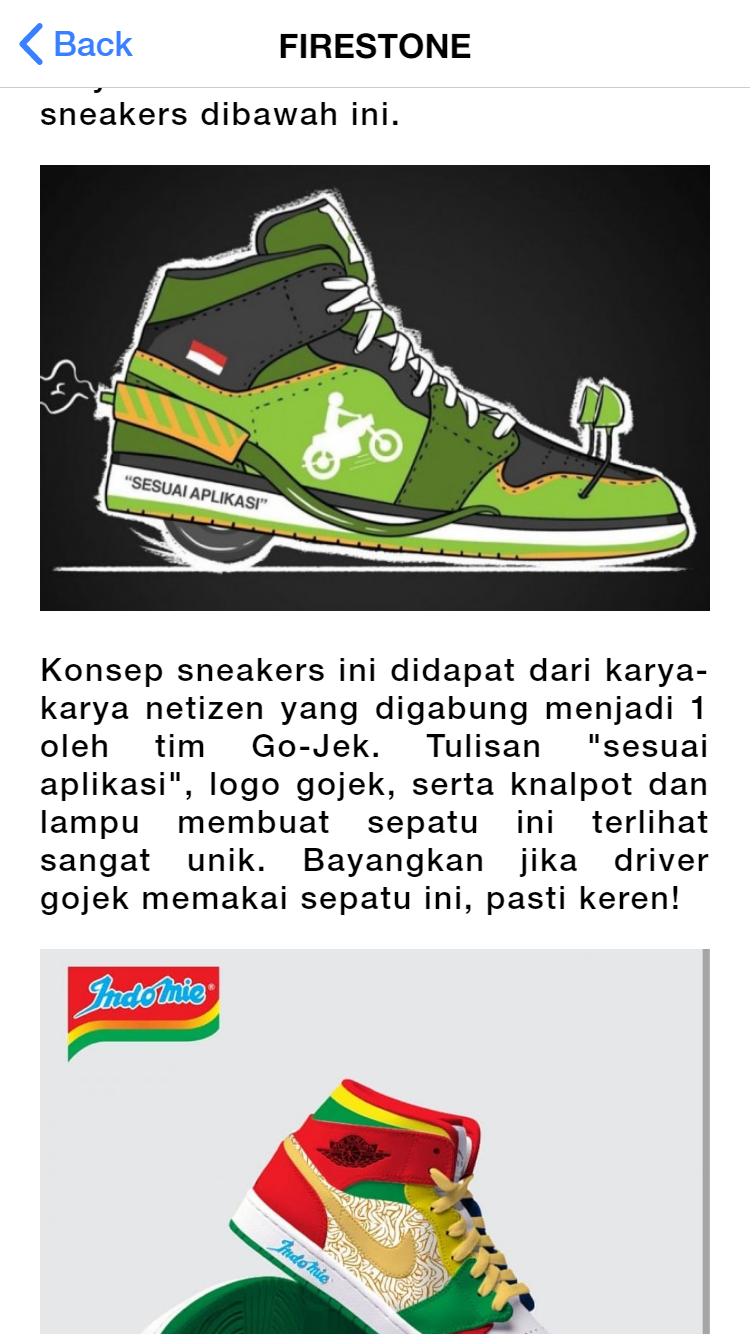 Back
FIRESTONE
sneakers dibawah ini.
"SESUAI APLIKASI"
Konsep sneakers ini didapat dari karya-
karya netizen yang digabung menjadi 1
oleh tim Go-Jek. Tulisan "sesuai
aplikasi", logo gojek, serta knalpot dan
lampu membuat sepatu ini terlihat
sangat unik. Bayangkan jika driver
gojek memakai sepatu ini, pasti keren!
Indomie®
Indomie